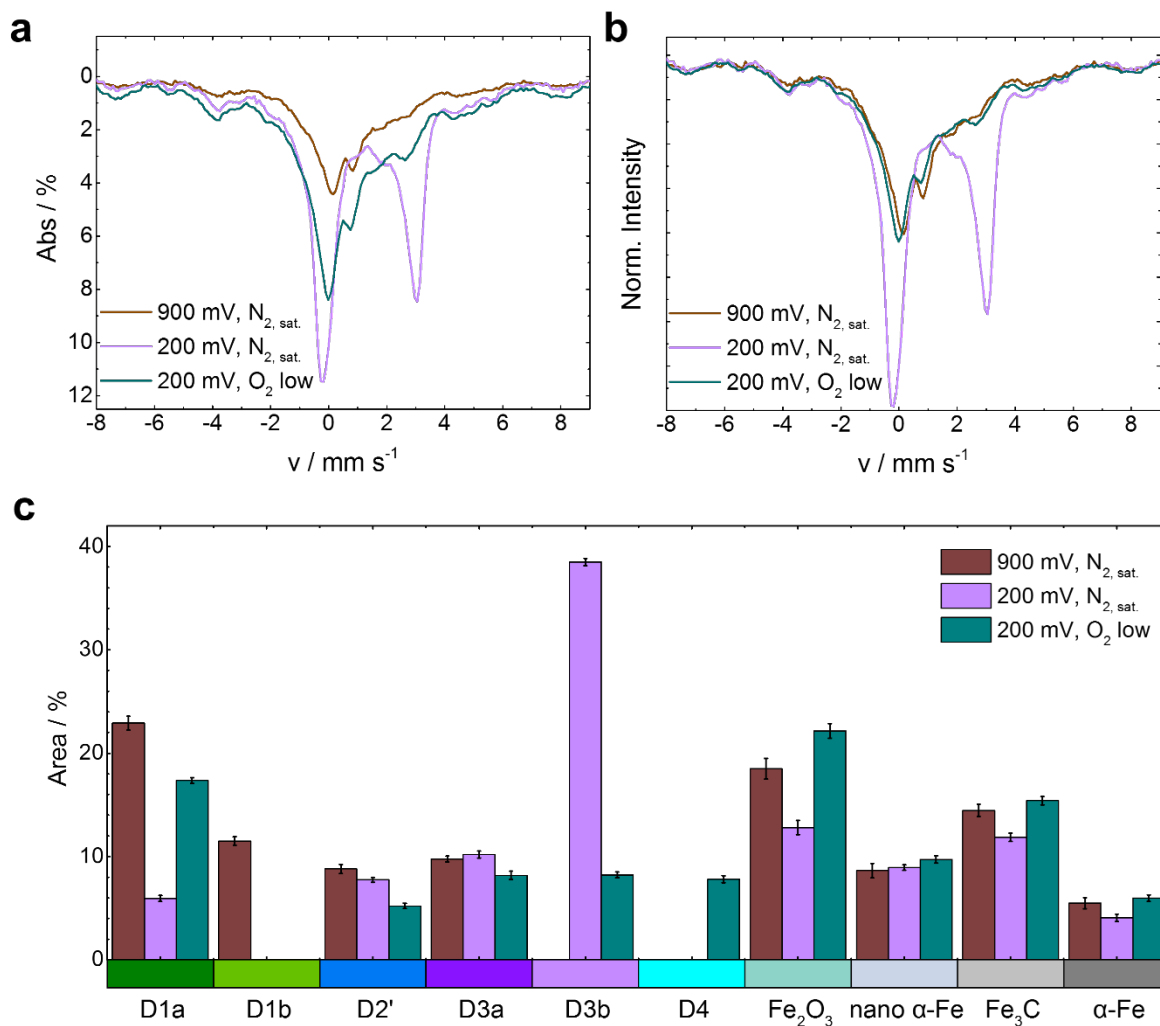 a
0
2
4
6
8
10
12
Abs / %
900 mV, N2, sat.
200 mV, N2, sat.
200 mV, O2 low
-8 -6 -4 -2 0 2 4 6 8
v / mm s-1
b
Norm. Intensity
900 mV, N2, sat.
200 mV, N2, sat.
200 mV, O2 low
-8 -6 -4 -2 0 2 4 6 8
v / mm s-1
c
40
30
20
10
0
Area / %
900 mV, N2, sat.
200 mV, N2, sat.
200 mV, O2 low
D1a D1b D2' D3a D3b D4 Fe2O3 nano α-Fe Fe3C α-Fe